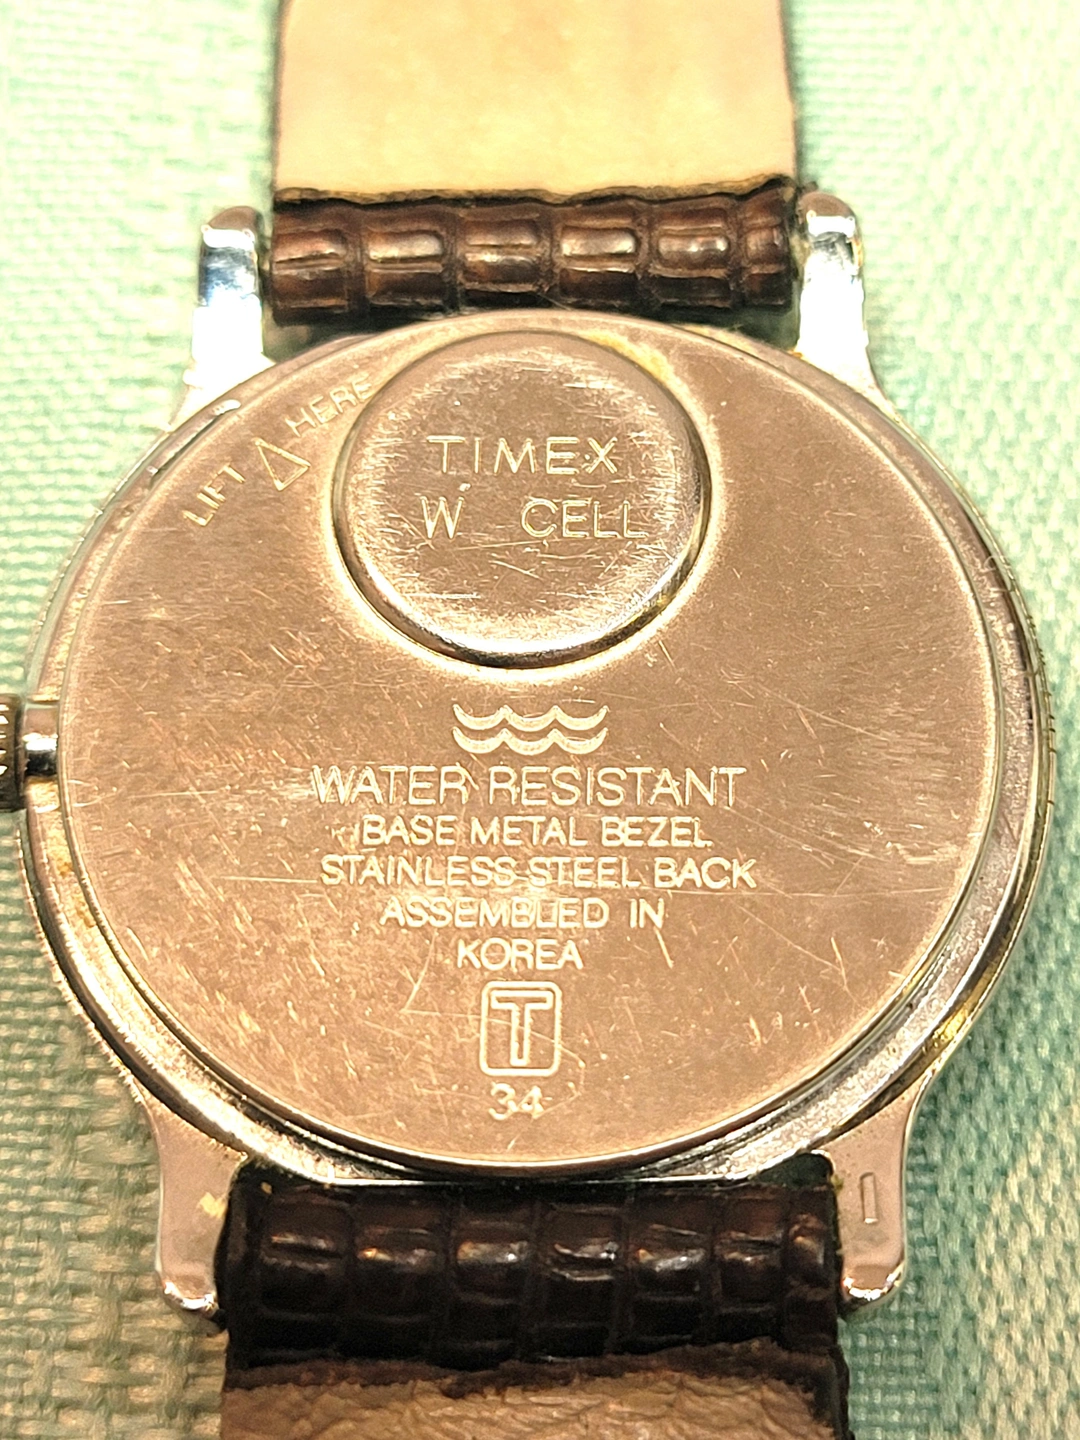 LIFT HERE
TIMEX
W CELL
WATER RESISTANT
BASE METAL BEZEL
STAINLESS STEEL BACK
ASSEMBLED IN
KOREA
T
34